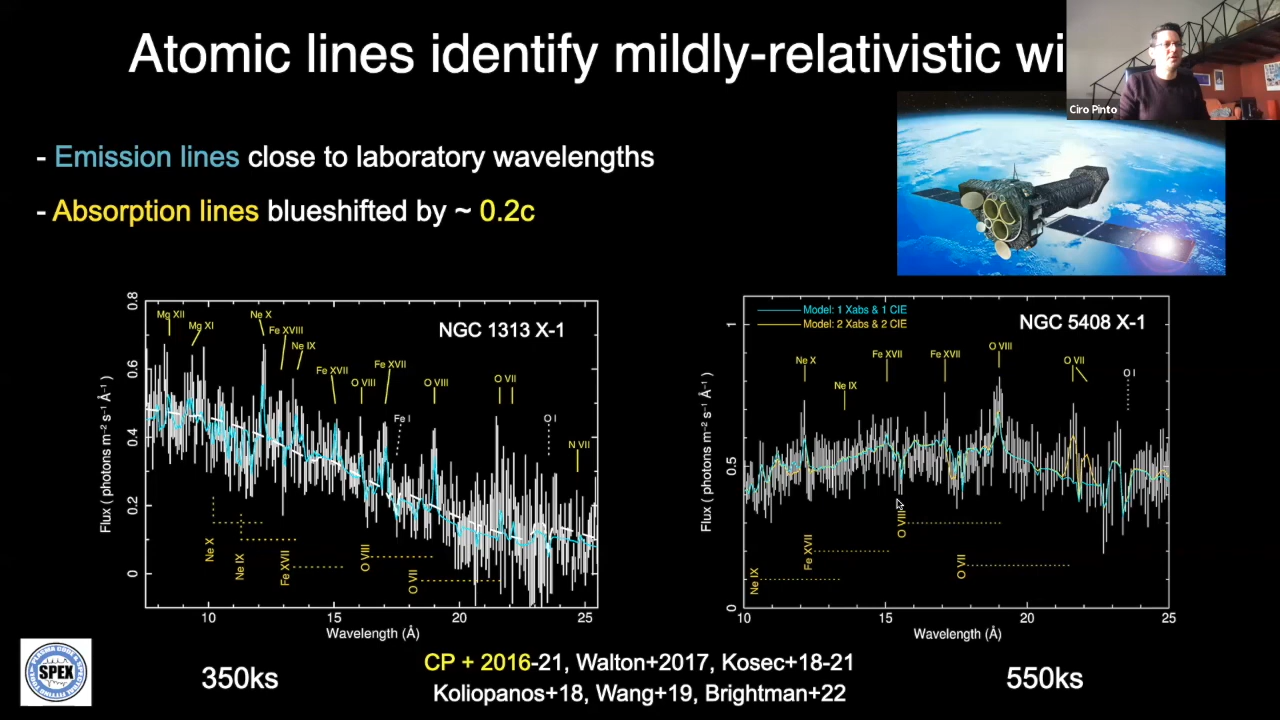 Atomic lines identify mildly-relativistic wi
Ciro Pinto
- Emission lines close to laboratory wavelengths
- Absorption lines blueshifted by ~ 0.2c
NGC 1313 X-1
0.8
0.6
0.4
0.2
0
Flux ( photons m⁻² s⁻¹ Å⁻¹ )
Mg XII
Mg XI
Ne X
Fe XVIII
Ne IX
Fe XVII
O VIII
Fe XVII
O VIII
O VII
Fe I
O I
N VII
Ne X
Ne IX
Fe XVII
O VIII
O VII
10 15 20 25
Wavelength (Å)
Model: 1 Xabs & 1 CIE
Model: 2 Xabs & 2 CIE
NGC 5408 X-1
1
0.5
0
Flux ( photons m⁻² s⁻¹ Å⁻¹ )
Ne X
Ne IX
Fe XVII
Fe XVII
O VIII
O VII
O I
Ne IX
Fe XVII
O VIII
O VII
10 15 20 25
Wavelength (Å)
SPEX
350ks
CP + 2016-21, Walton+2017, Kosec+18-21
Koliopanos+18, Wang+19, Brightman+22
550ks